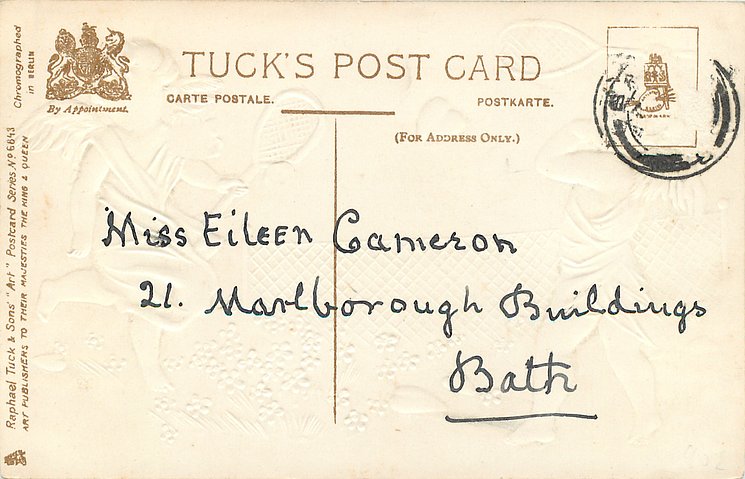 TUCK'S POST CARD
CARTE POSTALE.
POSTKARTE.
(FOR ADDRESS ONLY.)
By Appointment.
Chromographed
in BERLIN
Raphael Tuck & Sons' "Art" Postcard Series. Nº 6643
ART PUBLISHERS TO THEIR MAJESTIES THE KING & QUEEN
Miss Eileen Cameron
21. Marlborough Buildings
Bath